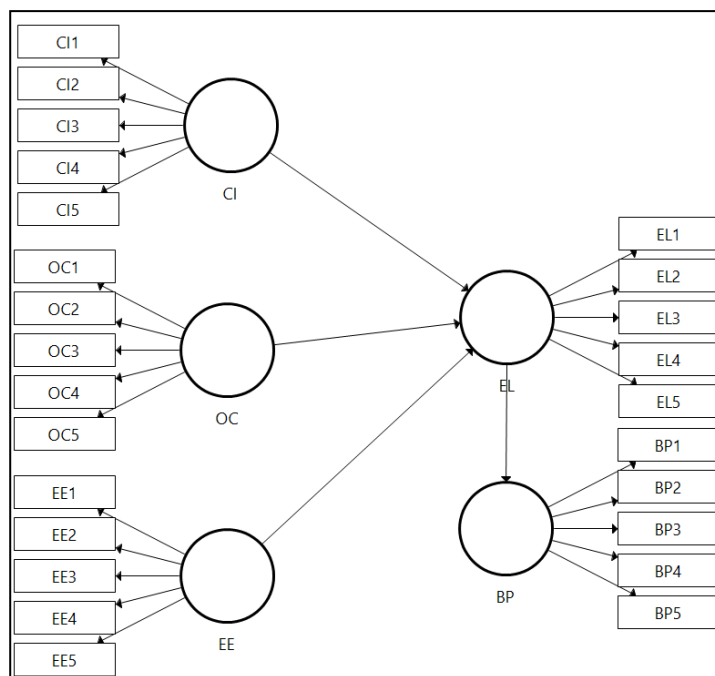 CI1
CI2
CI3
CI4
CI5
CI
OC1
OC2
OC3
OC4
OC5
OC
EE1
EE2
EE3
EE4
EE5
EE
EL1
EL2
EL3
EL4
EL5
EL
BP1
BP2
BP3
BP4
BP5
BP